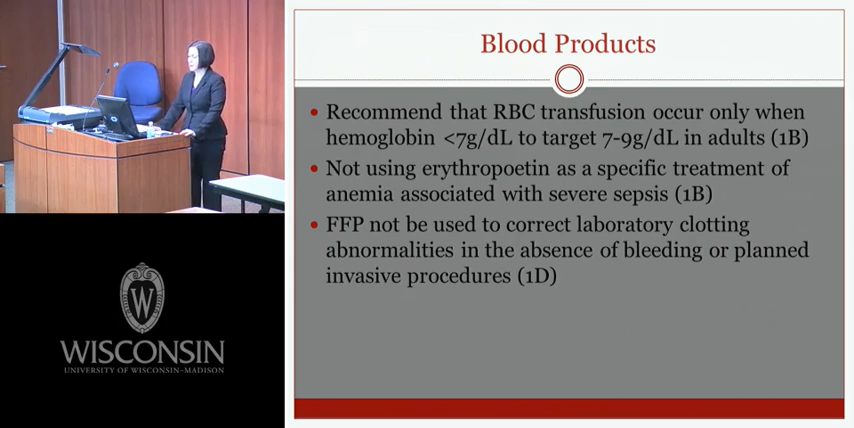 Blood Products
• Recommend that RBC transfusion occur only when
hemoglobin <7g/dL to target 7-9g/dL in adults (1B)
• Not using erythropoetin as a specific treatment of
anemia associated with severe sepsis (1B)
• FFP not be used to correct laboratory clotting
abnormalities in the absence of bleeding or planned
invasive procedures (1D)
W
WISCONSIN
UNIVERSITY OF WISCONSIN–MADISON